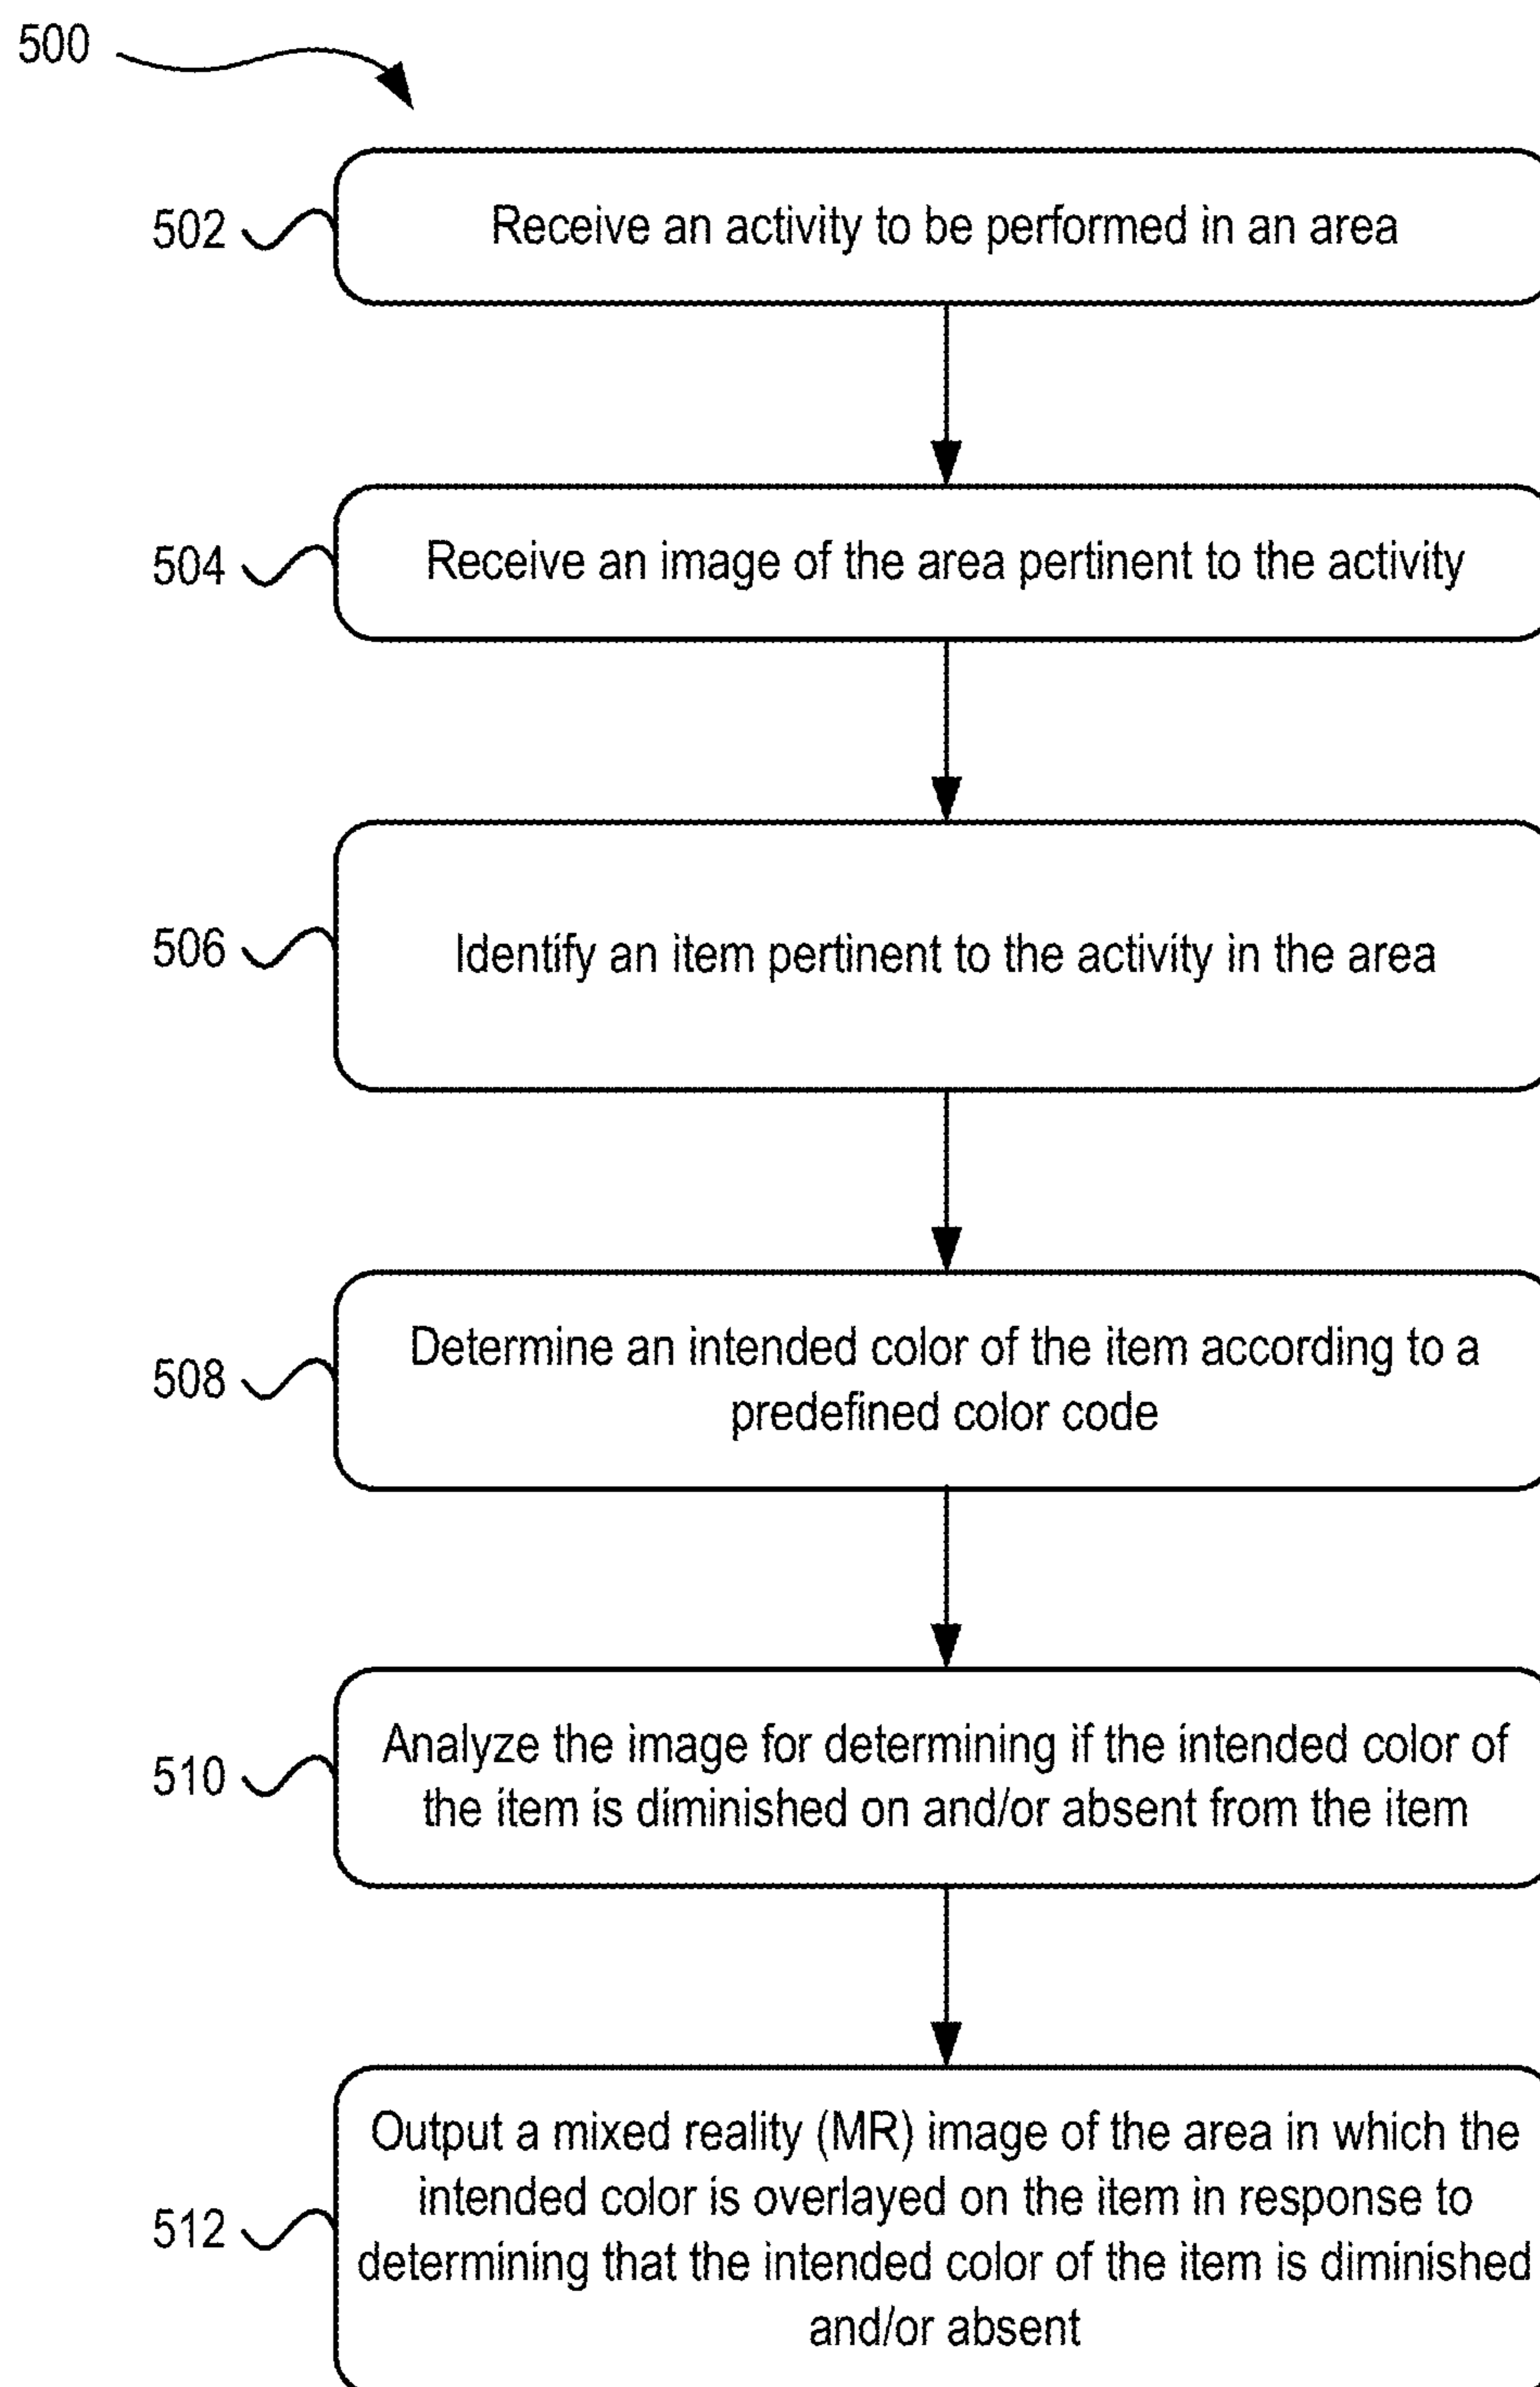 500
502
Receive an activity to be performed in an area
504
Receive an image of the area pertinent to the activity
506
Identify an item pertinent to the activity in the area
508
Determine an intended color of the item according to a
predefined color code
510
Analyze the image for determining if the intended color of
the item is diminished on and/or absent from the item
512
Output a mixed reality (MR) image of the area in which the
intended color is overlayed on the item in response to
determining that the intended color of the item is diminished
and/or absent